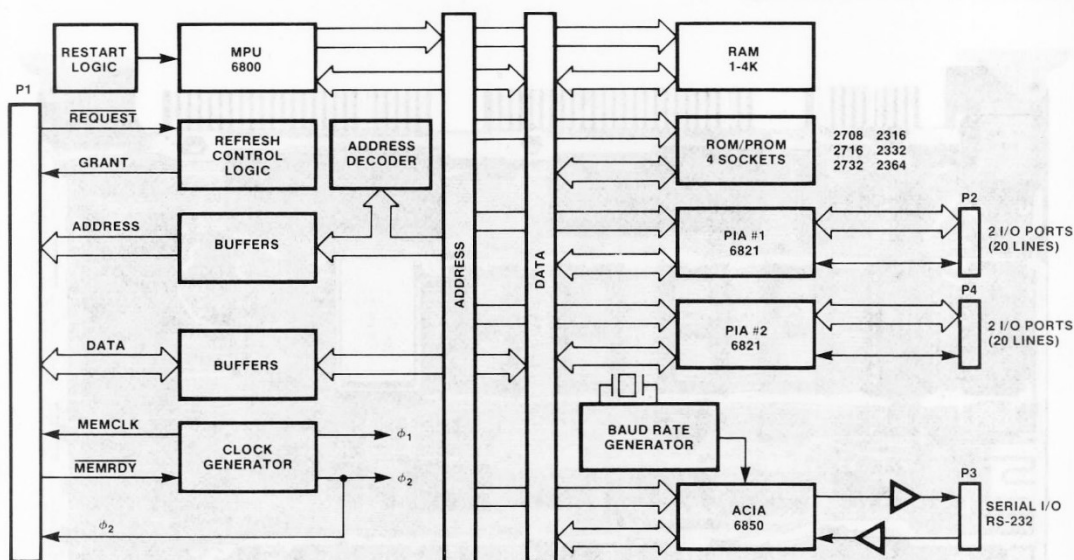 RESTART
LOGIC
MPU
6800
P1
REQUEST
GRANT
REFRESH
CONTROL
LOGIC
ADDRESS
DECODER
ADDRESS
BUFFERS
DATA
BUFFERS
MEMCLK
MEMRDY
CLOCK
GENERATOR
ϕ1
ϕ2
ϕ2
ADDRESS
DATA
RAM
1-4K
ROM/PROM
4 SOCKETS
2708 2316
2716 2332
2732 2364
PIA #1
6821
P2
2 I/O PORTS
(20 LINES)
PIA #2
6821
P4
2 I/O PORTS
(20 LINES)
BAUD RATE
GENERATOR
ACIA
6850
P3
SERIAL I/O
RS-232